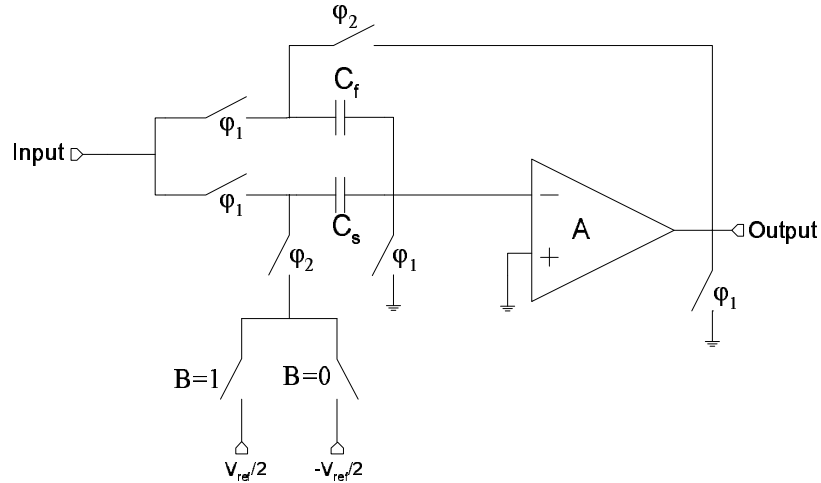 φ2
Cf
φ1
Input
φ1
Cs
φ2
φ1
A
−
+
Output
φ1
B=1
B=0
Vref/2
-Vref/2